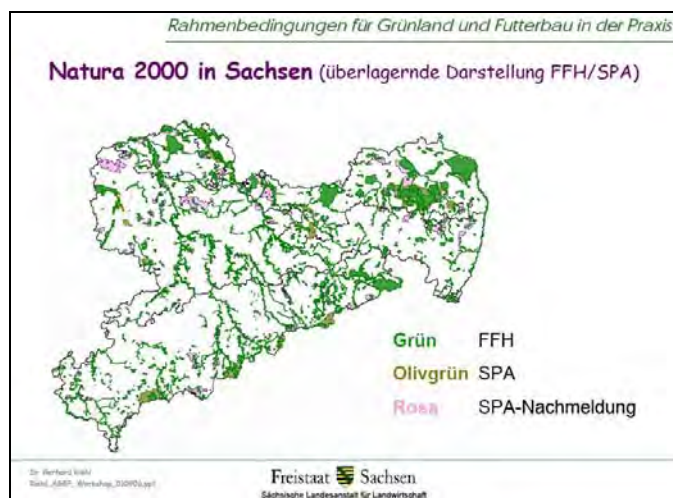 Rahmenbedingungen für Grünland und Futterbau in der Praxis
Natura 2000 in Sachsen (überlagernde Darstellung FFH/SPA)
Grün FFH
Olivgrün SPA
Rosa SPA-Nachmeldung
Dr.
Freistaat Sachsen
Sächsische Landesanstalt für Landwirtschaft